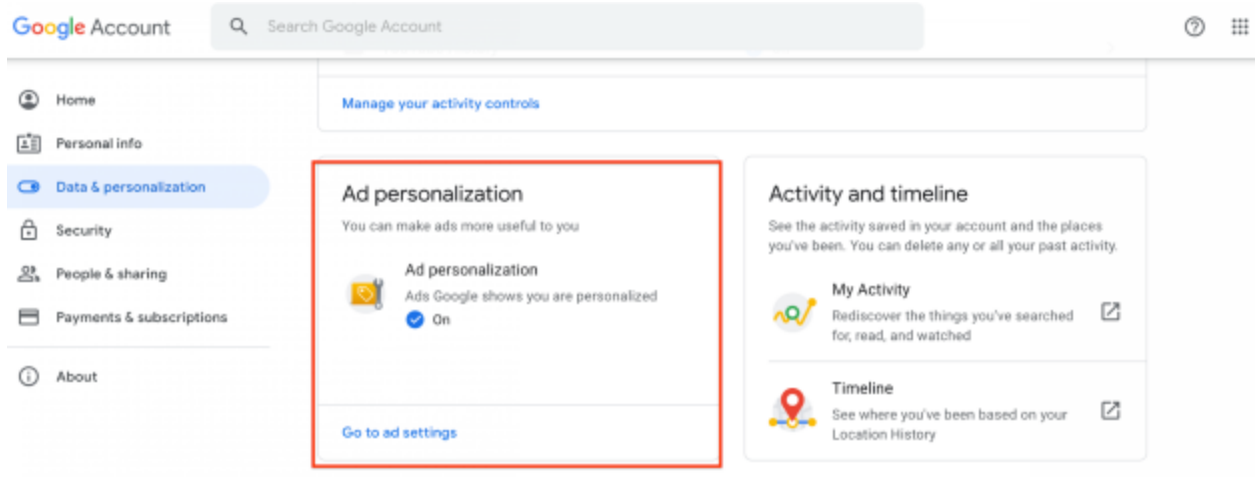 Google Account
Search Google Account
Home
Personal info
Data & personalization
Security
People & sharing
Payments & subscriptions
About
Manage your activity controls
Ad personalization
You can make ads more useful to you
Ad personalization
Ads Google shows you are personalized
On
Go to ad settings
Activity and timeline
See the activity saved in your account and the places
you've been. You can delete any or all your past activity.
My Activity
Rediscover the things you've searched
for, read, and watched
Timeline
See where you've been based on your
Location History